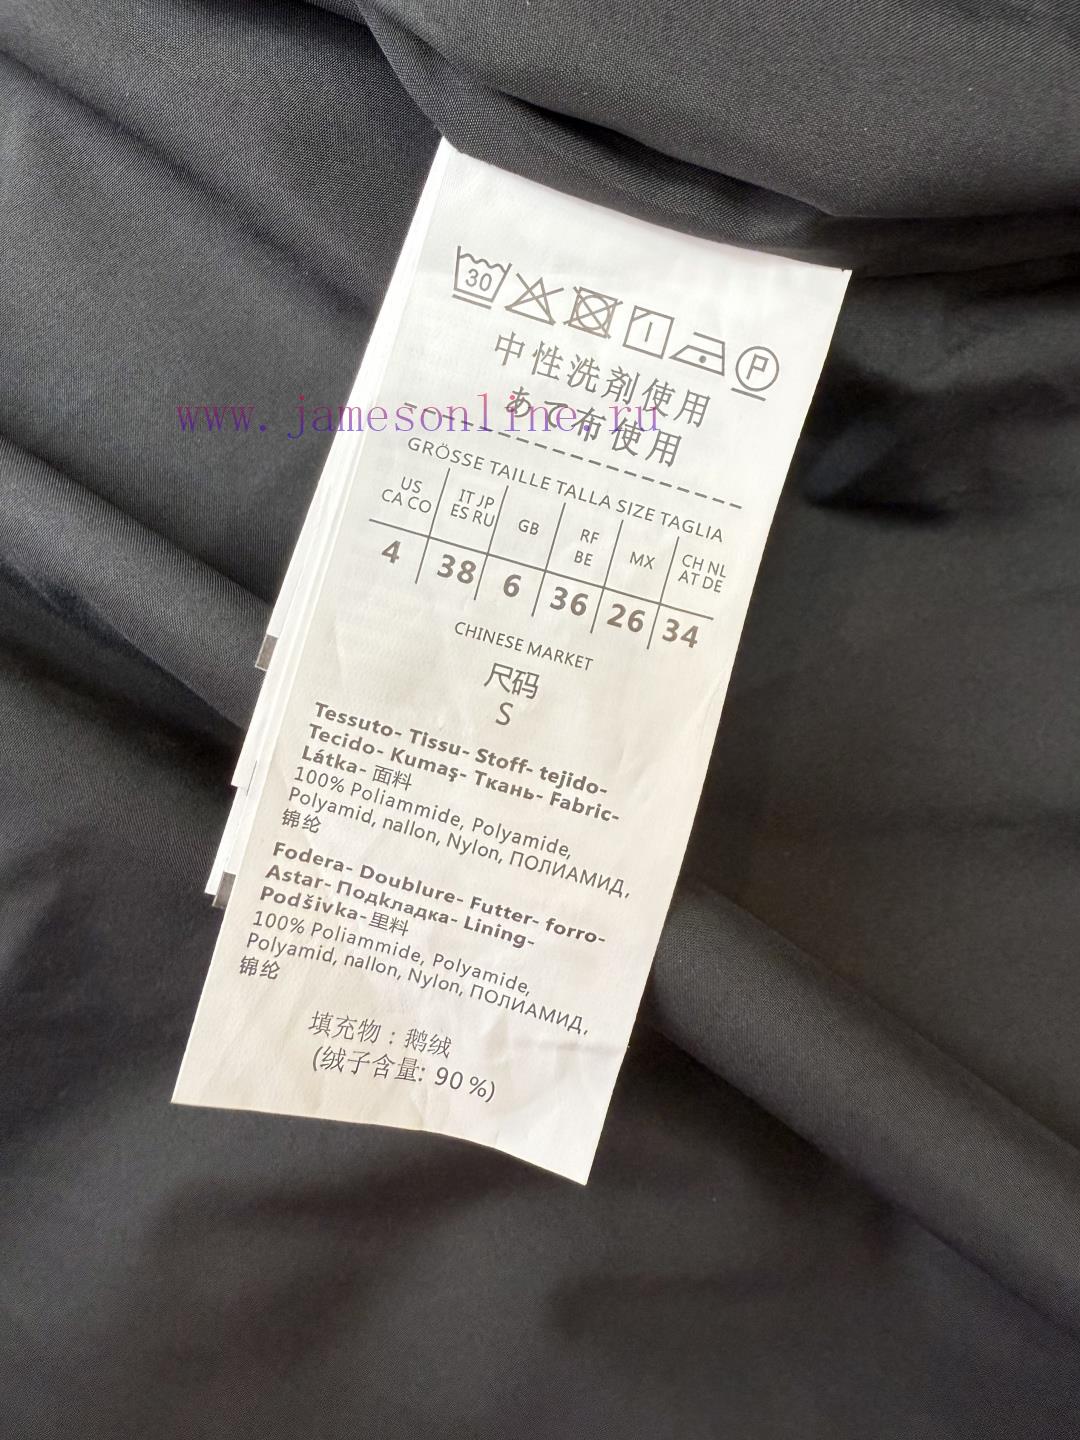 30
P
中性洗剤使用
あて布使用
www.jamesonline.ru
GRÖSSE TAILLE TALLA SIZE TAGLIA
US CA CO IT JP ES RU GB RF BE MX CH NL AT DE
4 38 6 36 26 34
CHINESE MARKET
尺码
S
Tessuto- Tissu- Stoff- tejido-
Tecido- Kumaş- Ткань- Fabric-
Látka- 面料
100% Poliammide, Polyamide,
Polyamid, nallon, Nylon, ПОЛИАМИД,
锦纶
Fodera- Doublure- Futter- forro-
Astar- Подкладка- Lining-
Podšivka- 里料
100% Poliammide, Polyamide,
Polyamid, nallon, Nylon, ПОЛИАМИД,
锦纶
填充物：鹅绒
(绒子含量: 90%)